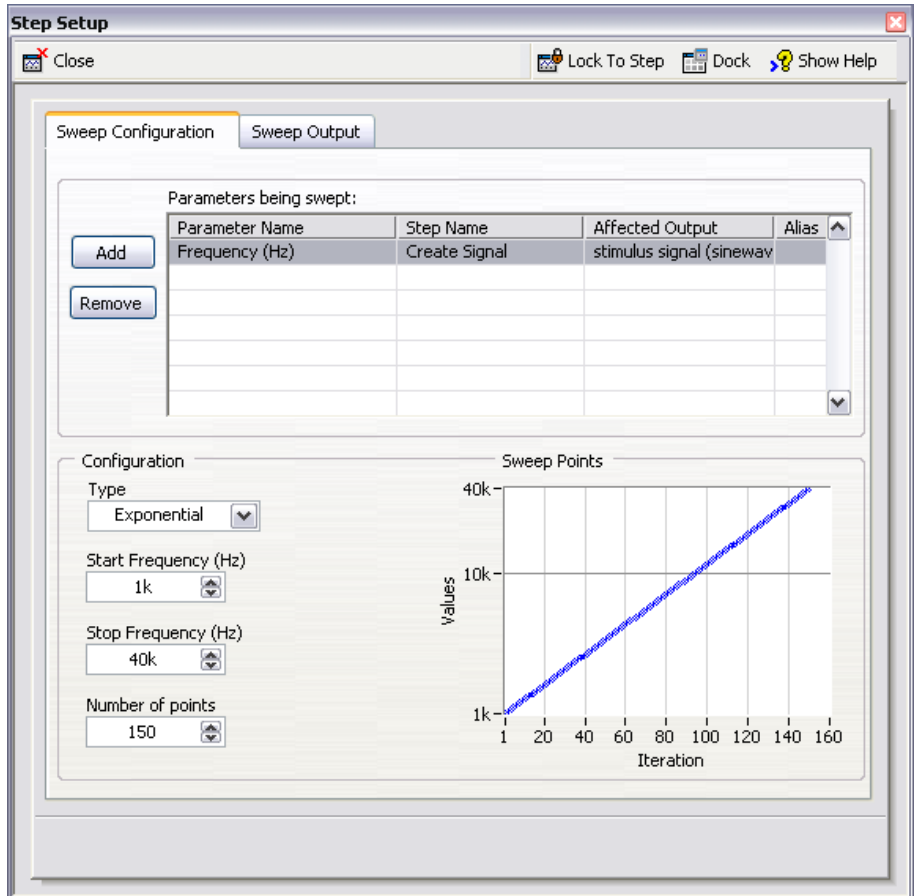 Step Setup
Close Lock To Step Dock Show Help
Sweep Configuration Sweep Output
Parameters being swept:
Parameter Name Step Name Affected Output Alias
Add
Frequency (Hz) Create Signal stimulus signal (sinewav
Remove
Configuration
Type
Exponential
Start Frequency (Hz)
1k
Stop Frequency (Hz)
40k
Number of points
150
Sweep Points
40k
10k
1k
Values
1 20 40 60 80 100 120 140 160
Iteration